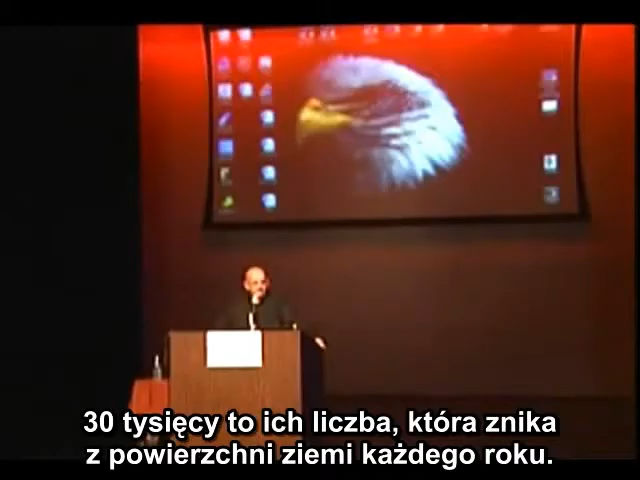 30 tysięcy to ich liczba, która znika
z powierzchni ziemi każdego roku.